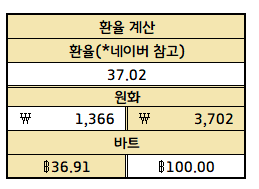 환율 계산
환율(*네이버 참고)
37.02
원화
₩ 1,366 ₩ 3,702
바트
฿36.91 ฿100.00